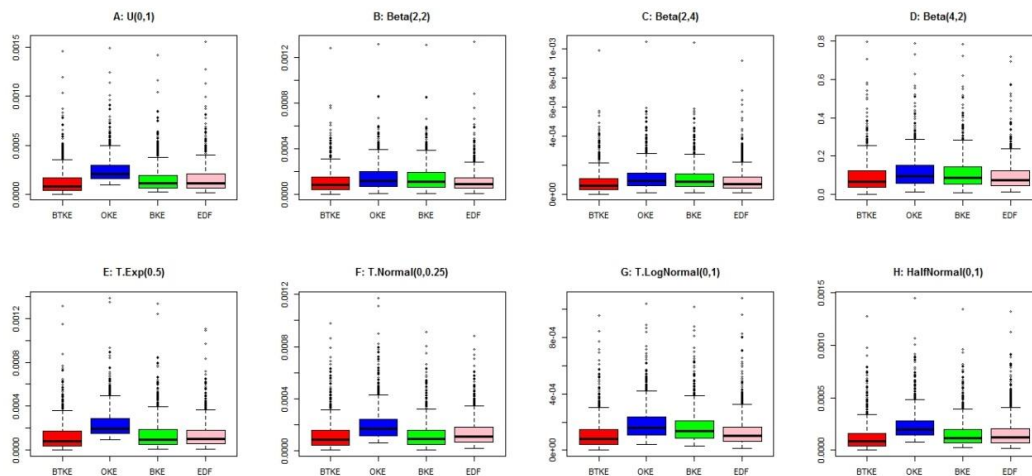 A: U(0,1)
0.0000 0.0005 0.0010 0.0015
BTKE OKE BKE EDF
B: Beta(2,2)
0.0000 0.0004 0.0008 0.0012
BTKE OKE BKE EDF
C: Beta(2,4)
0e+00 2e-04 4e-04 6e-04 8e-04 1e-03
BTKE OKE BKE EDF
D: Beta(4,2)
0.0 0.2 0.4 0.6 0.8
BTKE OKE BKE EDF
E: T.Exp(0.5)
0.0000 0.0004 0.0008 0.0012
BTKE OKE BKE EDF
F: T.Normal(0,0.25)
0.0000 0.0004 0.0008 0.0012
BTKE OKE BKE EDF
G: T.LogNormal(0,1)
0e+00 4e-04 8e-04
BTKE OKE BKE EDF
H: HalfNormal(0,1)
0.0000 0.0005 0.0010 0.0015
BTKE OKE BKE EDF